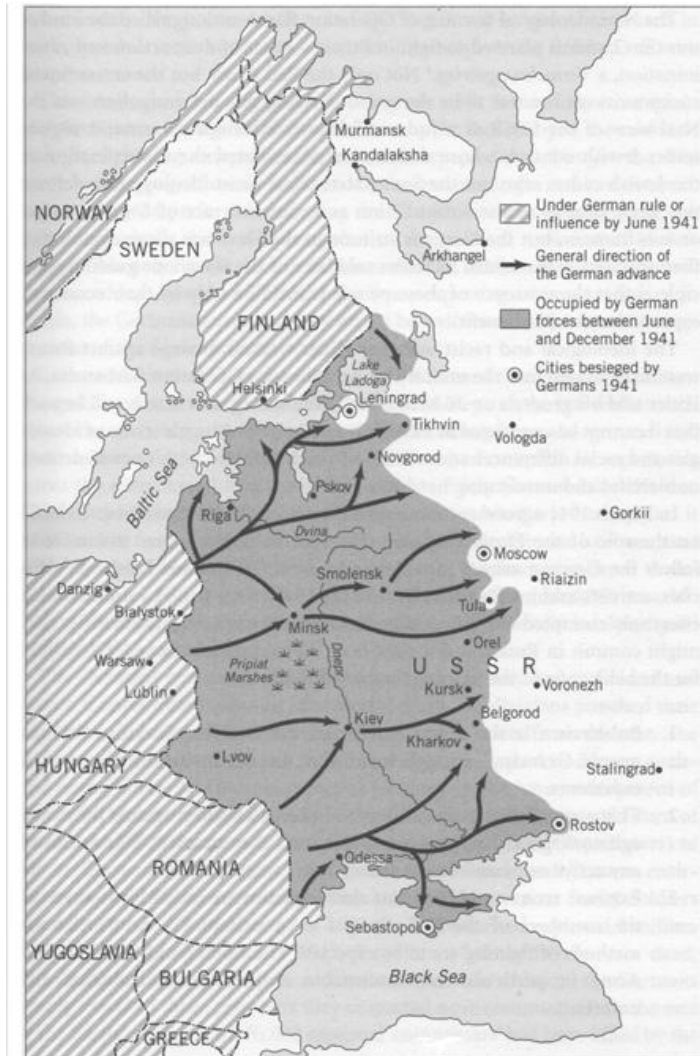 Murmansk
Kandalaksha
NORWAY
SWEDEN
Arkhangel
FINLAND
Under German rule or
influence by June 1941
General direction of
the German advance
Occupied by German
forces between June
and December 1941
Cities besieged by
Germans 1941
Lake
Ladoga
Helsinki
Leningrad
Tikhvin
Vologda
Novgorod
Baltic Sea
Pskov
Riga
Gorkii
Dvina
Moscow
Smolensk
Riaizin
Danzig
Tula
Bialystok
Minsk
Orel
Warsaw
Pripiat
Marshes
Dnepr
USSR
Lublin
Kursk
Voronezh
Kiev
Belgorod
Lvov
Kharkov
HUNGARY
Stalingrad
Rostov
ROMANIA
Odessa
Sebastopol
YUGOSLAVIA
BULGARIA
Black Sea
GREECE